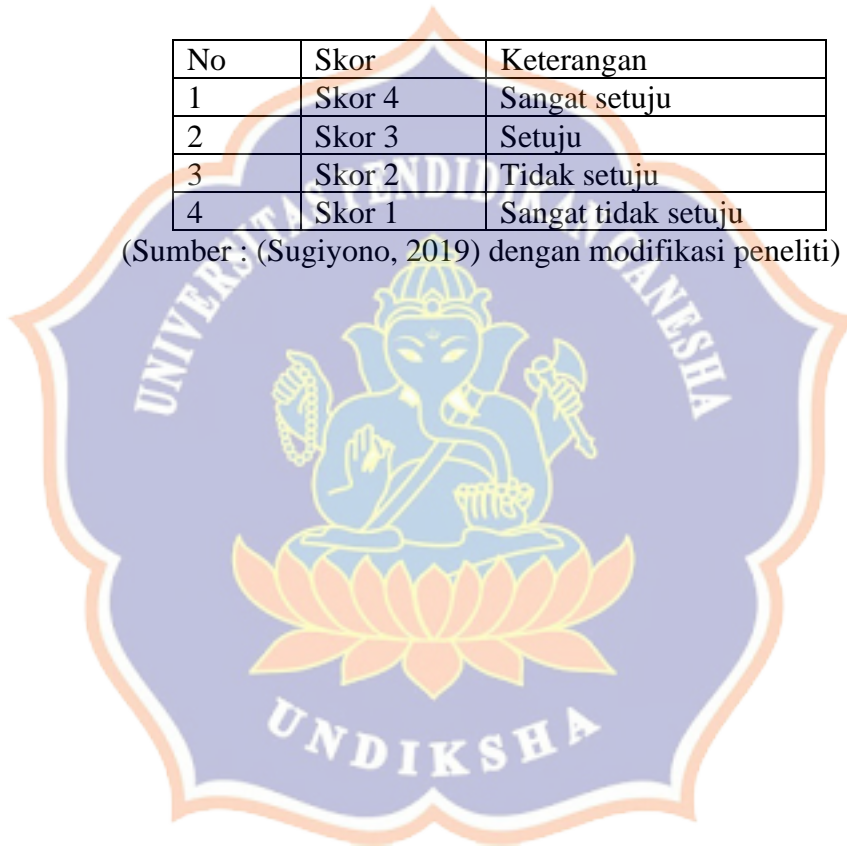 No Skor Keterangan
1 Skor 4 Sangat setuju
2 Skor 3 Setuju
3 Skor 2 Tidak setuju
4 Skor 1 Sangat tidak setuju
(Sumber : (Sugiyono, 2019) dengan modifikasi peneliti)
UNIVERSITAS PENDIDIKAN GANESHA
UNDIKSHA